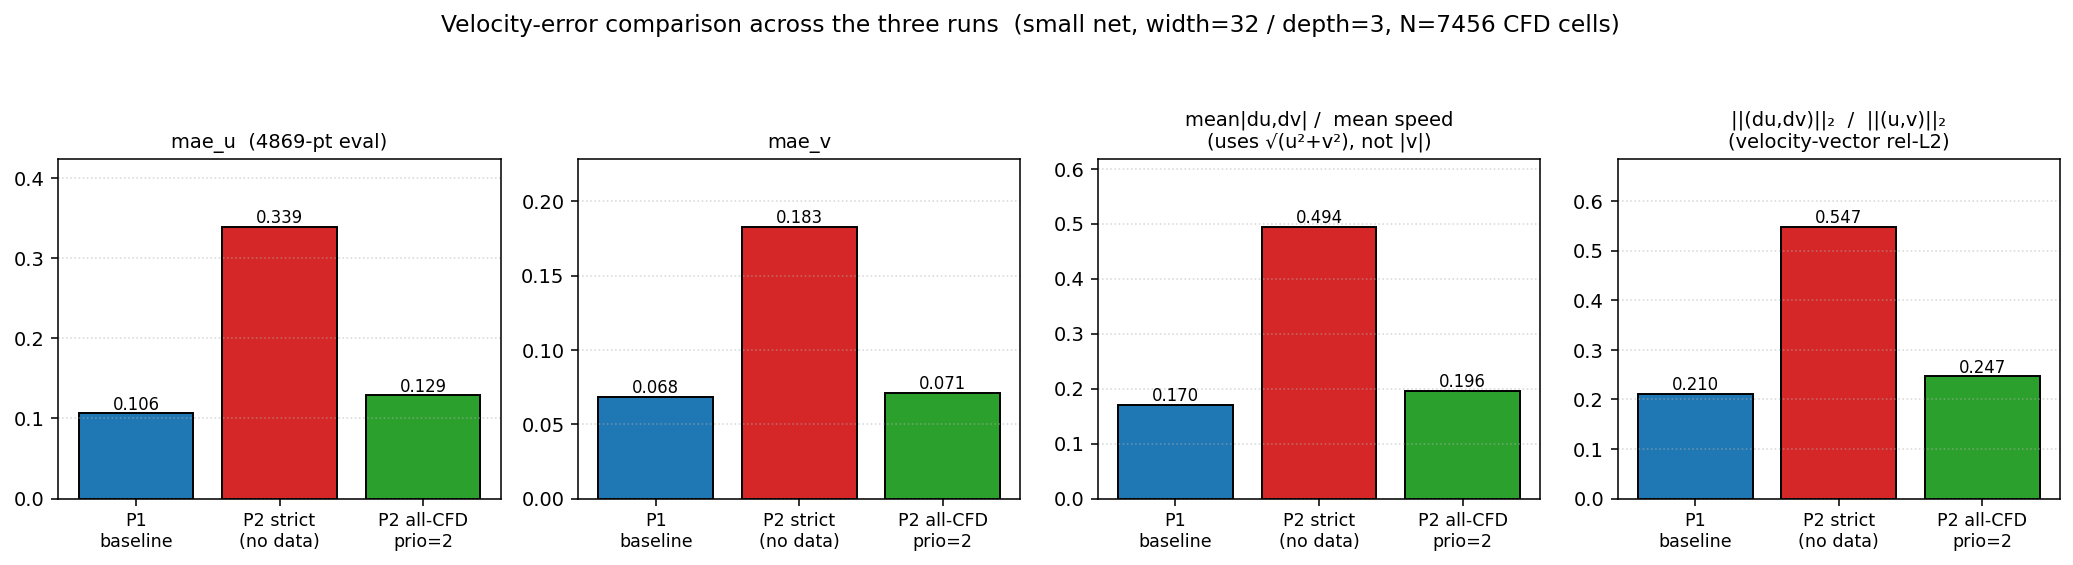 Velocity-error comparison across the three runs  (small net, width=32 / depth=3, N=7456 CFD cells)
mae_u  (4869-pt eval)
0.4
0.3
0.2
0.1
0.0
0.106
0.339
0.129
P1
baseline
P2 strict
(no data)
P2 all-CFD
prio=2
mae_v
0.20
0.15
0.10
0.05
0.00
0.068
0.183
0.071
P1
baseline
P2 strict
(no data)
P2 all-CFD
prio=2
mean|du,dv| /  mean speed
(uses √(u²+v²), not |v|)
0.6
0.5
0.4
0.3
0.2
0.1
0.0
0.170
0.494
0.196
P1
baseline
P2 strict
(no data)
P2 all-CFD
prio=2
||(du,dv)||₂  /  ||(u,v)||₂
(velocity-vector rel-L2)
0.6
0.5
0.4
0.3
0.2
0.1
0.0
0.210
0.547
0.247
P1
baseline
P2 strict
(no data)
P2 all-CFD
prio=2